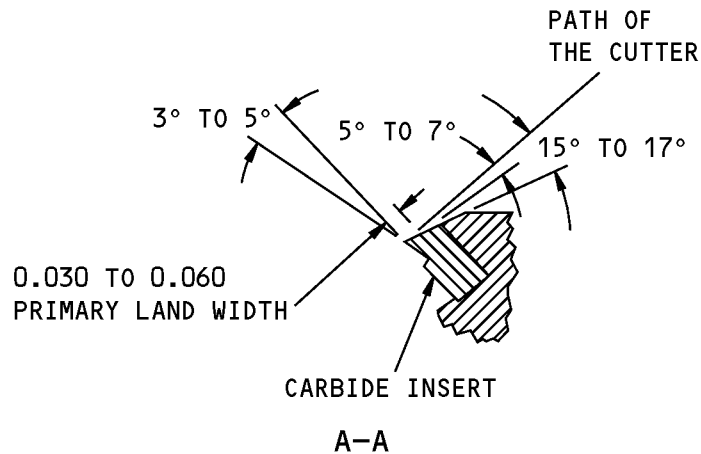 PATH OF
THE CUTTER
3° TO 5°
5° TO 7°
15° TO 17°
0.030 TO 0.060
PRIMARY LAND WIDTH
CARBIDE INSERT
A-A